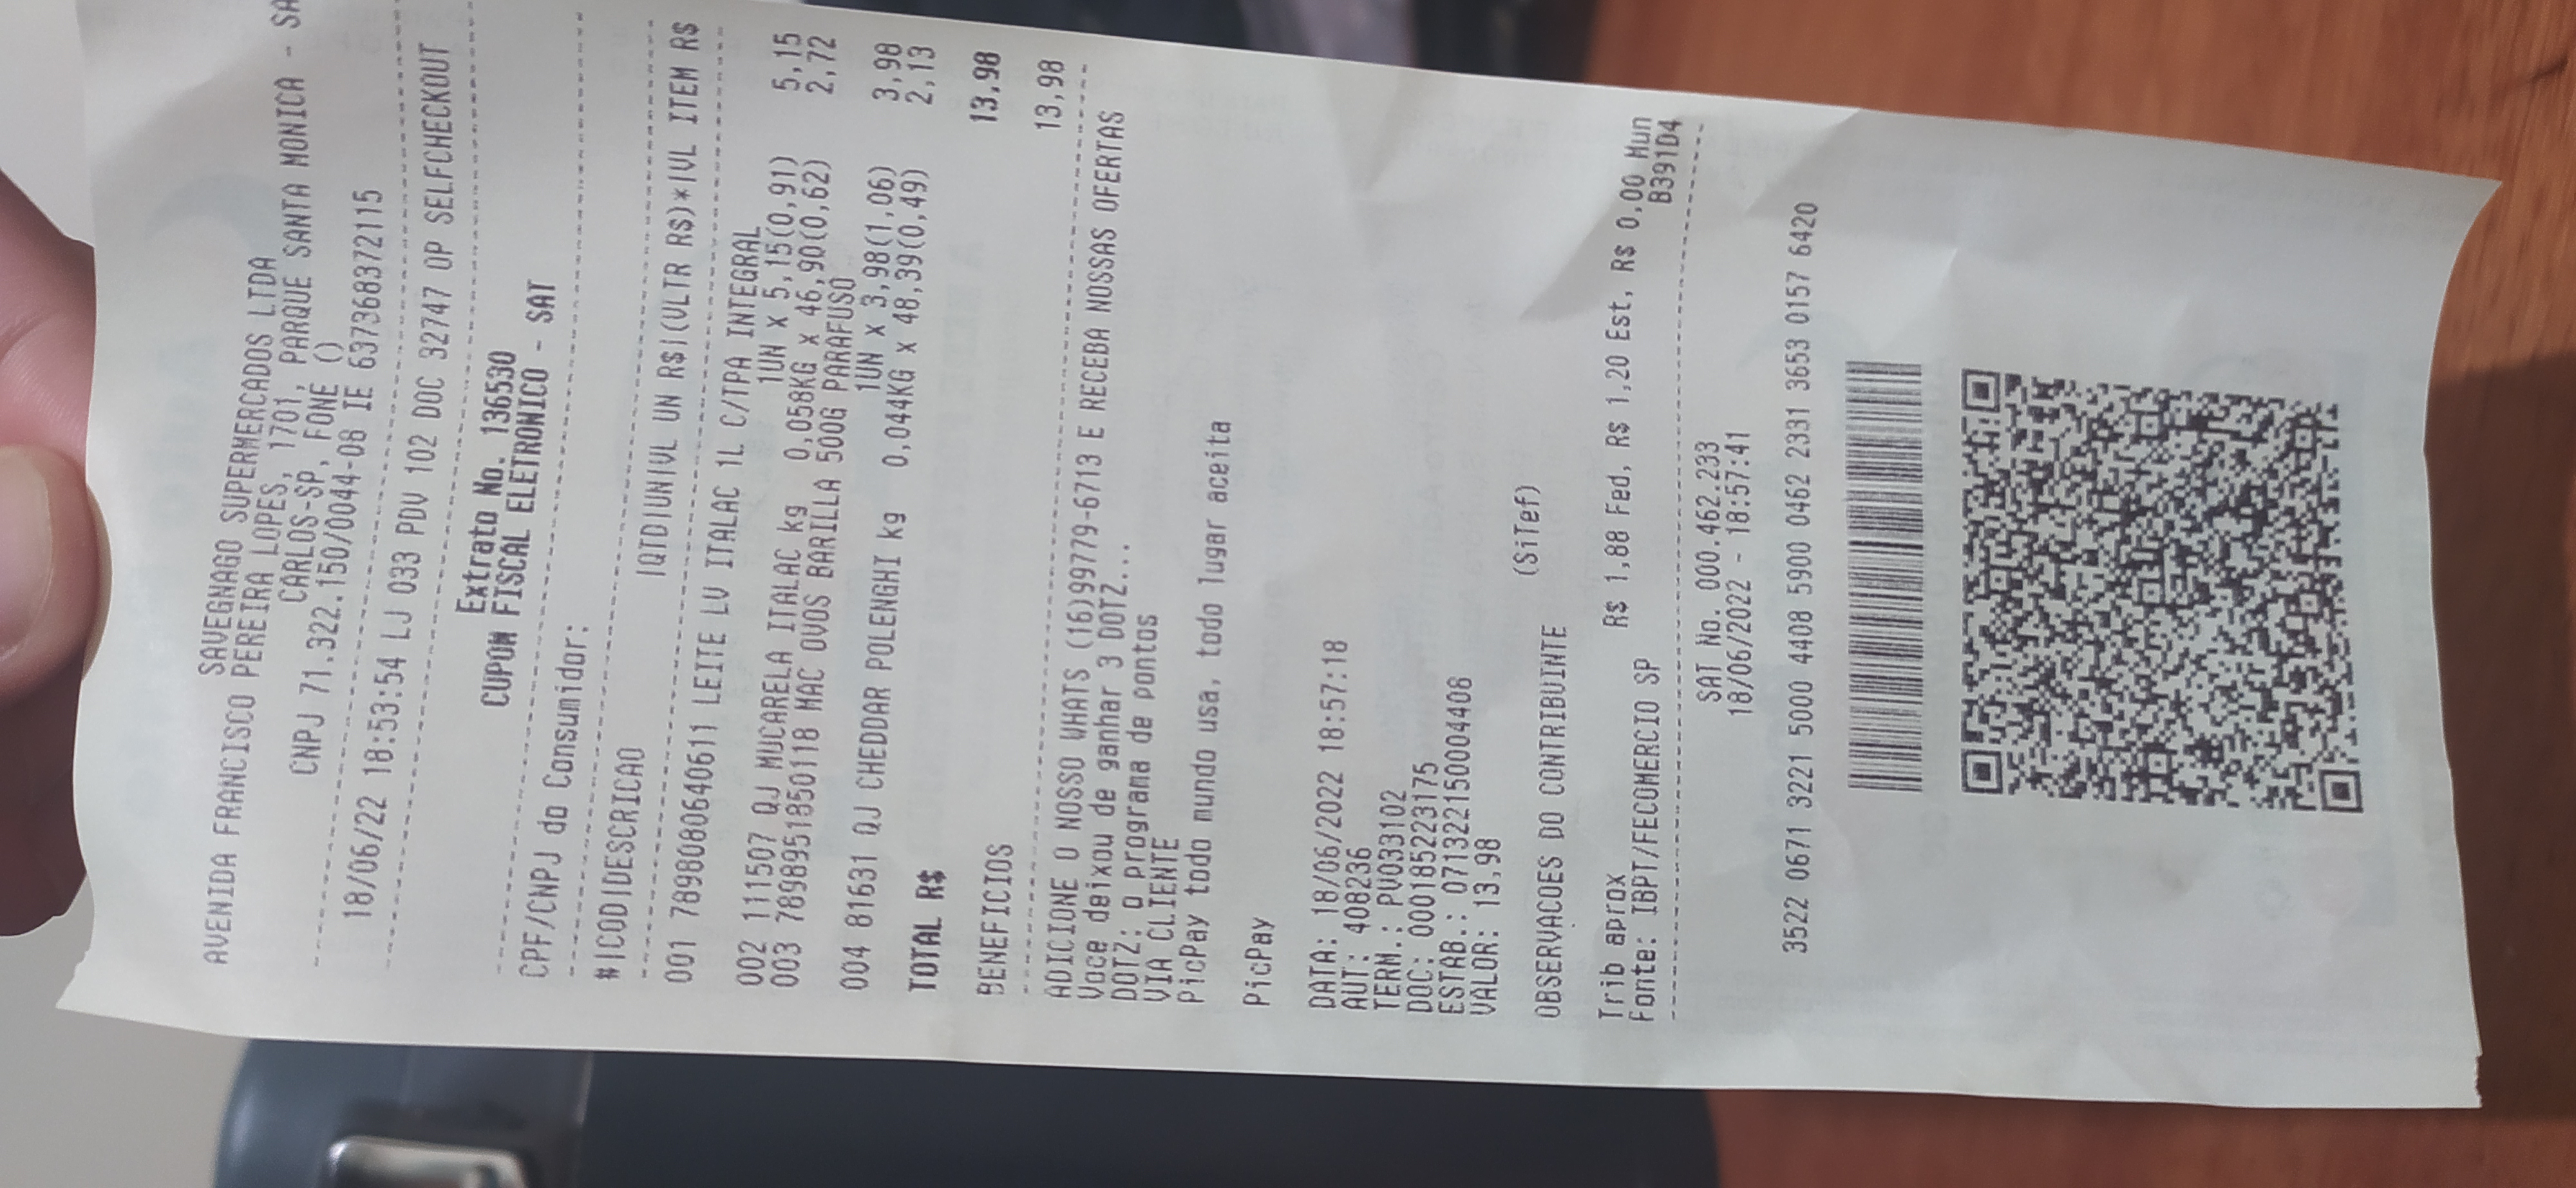 SAVEGNAGO SUPERMERCADOS LTDA
AVENIDA FRANCISCO PEREIRA LOPES, 1701, PARQUE SANTA MONICA - SA
CARLOS-SP, FONE ()
CNPJ 71.322.150/0044-08 IE 637368372115
18/06/22 18:53:54 LJ 033 PDV 102 DOC 32747 OP SELFCHECKOUT
Extrato No. 136530
CUPOM FISCAL ELETRONICO - SAT
CPF/CNPJ do Consumidor:
#|COD|DESCRICAO |QTD|UN|VL UN R$|(VLTR R$)*|VL ITEM R$
001 7898080640611 LEITE LV ITALAC 1L C/TPA INTEGRAL
1UN x 5,15(0,91) 5,15
002 111507 QJ MUCARELA ITALAC kg 0,058KG x 46,90(0,62) 2,72
003 7898951850118 MAC OVOS BARILLA 500G PARAFUSO
1UN x 3,98(1,06) 3,98
004 81631 QJ CHEDDAR POLENGHI kg 0,044KG x 48,39(0,49) 2,13
TOTAL R$ 13,98
BENEFICIOS 13,98
ADICIONE O NOSSO WHATS (16)99779-6713 E RECEBA NOSSAS OFERTAS
Voce deixou de ganhar 3 DOTZ...
DOTZ: o programa de pontos
VIA CLIENTE
PicPay todo mundo usa, todo lugar aceita
PicPay
DATA: 18/06/2022 18:57:18
AUT: 408236
TERM.: PV033102
DOC: 000185223175
ESTAB.: 071322150004408
VALOR: 13,98
(SiTef)
OBSERVACOES DO CONTRIBUINTE
Trib aprox R$ 1,88 Fed, R$ 1,20 Est, R$ 0,00 Mun
Fonte: IBPT/FECOMERCIO SP B391D4
SAT No. 000.462.233
18/06/2022 - 18:57:41
3522 0671 3221 5000 4408 5900 0462 2331 3653 0157 6420